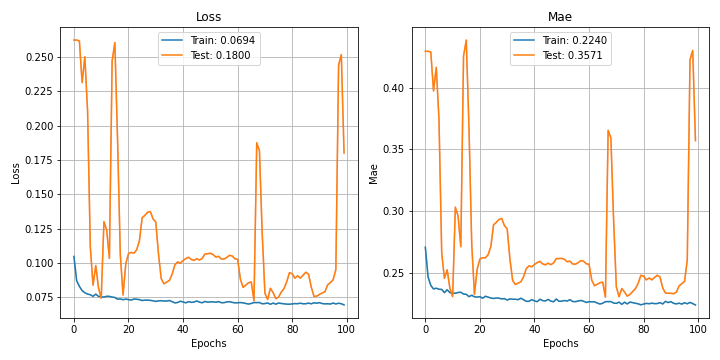 Loss
Train: 0.0694
Test: 0.1800
0.250
0.225
0.200
0.175
0.150
0.125
0.100
0.075
Loss
0 20 40 60 80 100
Epochs
Mae
Train: 0.2240
Test: 0.3571
0.40
0.35
0.30
0.25
Mae
0 20 40 60 80 100
Epochs